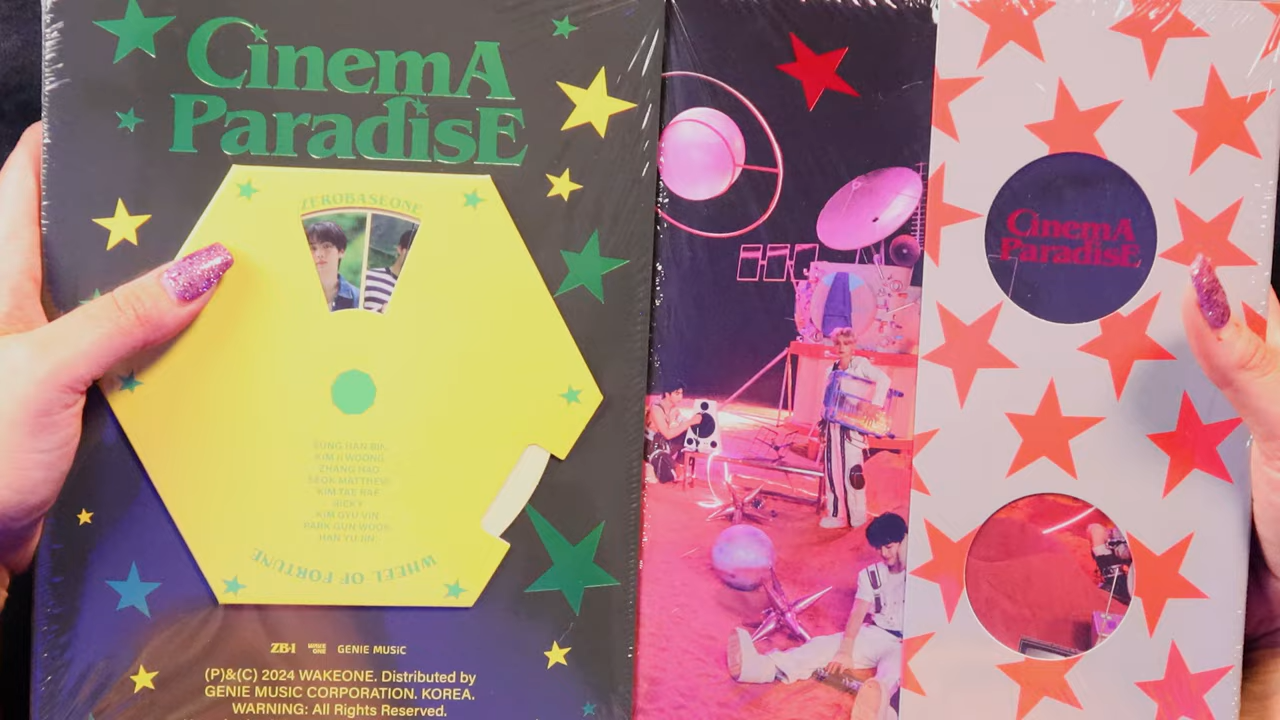 CinemA
ParadisE
ZEROBASEONE
SUNG HAN BIN
KIM JI WOONG
ZHANG HAO
SEOK MATTHEW
KIM TAE RAE
RICKY
KIM GYU VIN
PARK GUN WOOK
HAN YU JIN
WHEEL OF FORTUNE
ZB1 WAKE ONE GENIE MUSIC
(P)&(C) 2024 WAKEONE. Distributed by
GENIE MUSIC CORPORATION. KOREA.
WARNING: All Rights Reserved.
CinemA
ParadisE